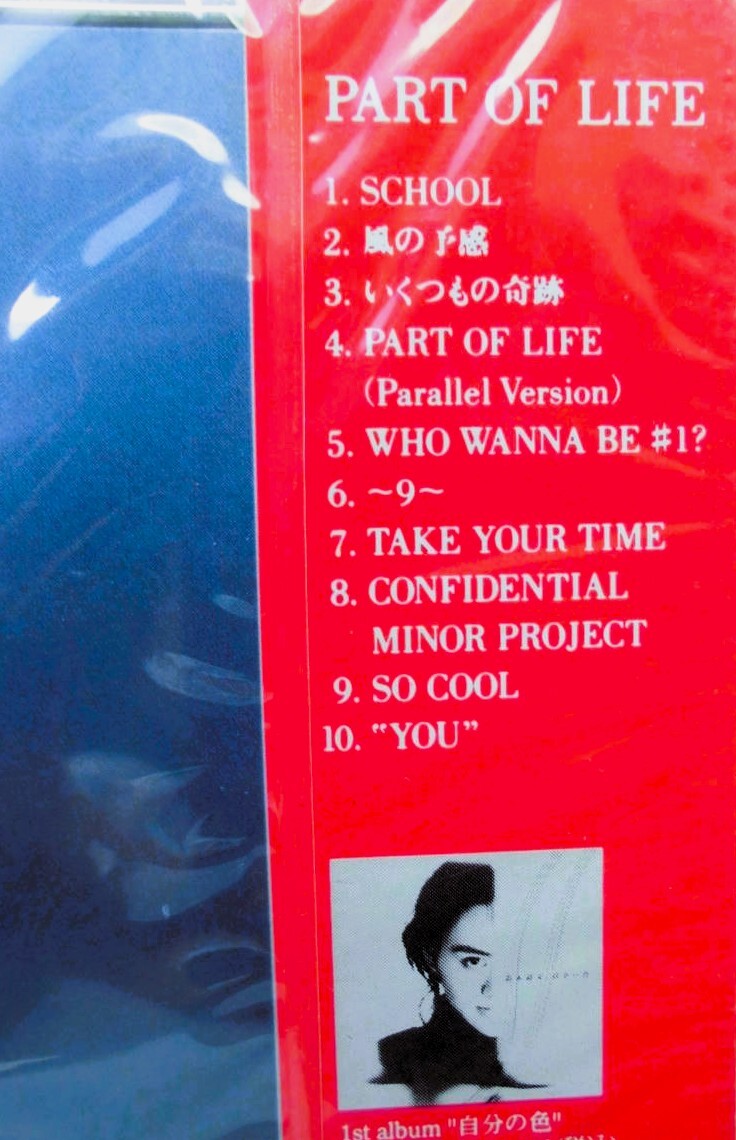 PART OF LIFE
1. SCHOOL
2. 風の予感
3. いくつもの奇跡
4. PART OF LIFE
(Parallel Version)
5. WHO WANNA BE #1?
6. ~9~
7. TAKE YOUR TIME
8. CONFIDENTIAL
MINOR PROJECT
9. SO COOL
10. "YOU"
1st album "自分の色"